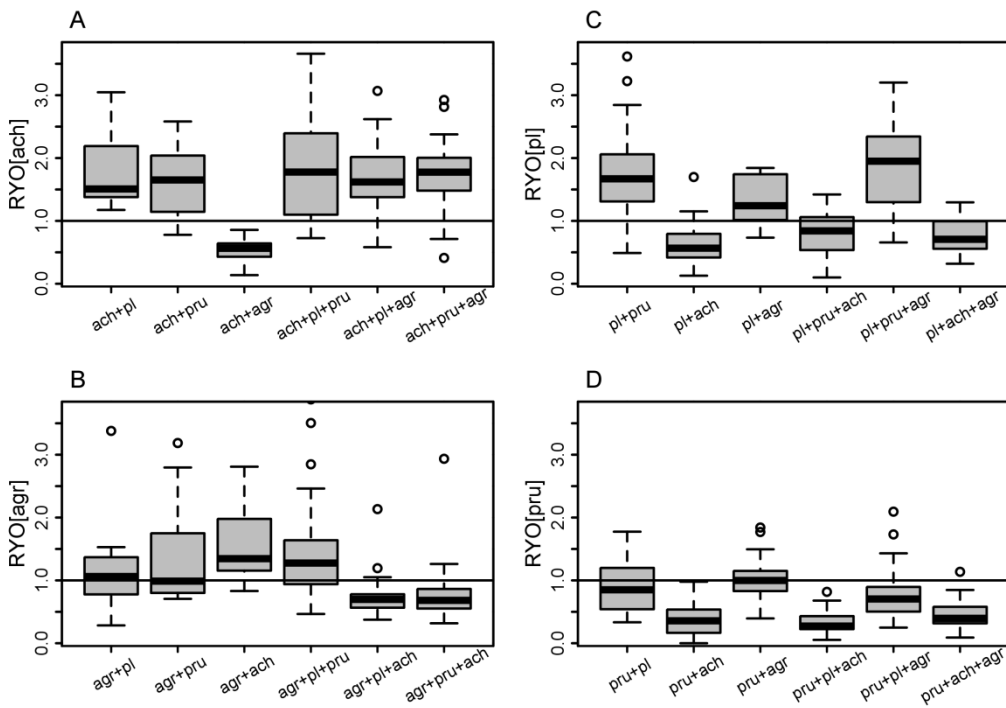 A
RYO[ach]
0.0 1.0 2.0 3.0
ach+pl ach+pru ach+agr ach+pl+pru ach+pl+agr ach+pru+agr
C
RYO[pl]
0.0 1.0 2.0 3.0
pl+pru pl+ach pl+agr pl+pru+ach pl+pru+agr pl+ach+agr
B
RYO[agr]
0.0 1.0 2.0 3.0
agr+pl agr+pru agr+ach agr+pl+pru agr+pl+ach agr+pru+ach
D
RYO[pru]
0.0 1.0 2.0 3.0
pru+pl pru+ach pru+agr pru+pl+ach pru+pl+agr pru+ach+agr